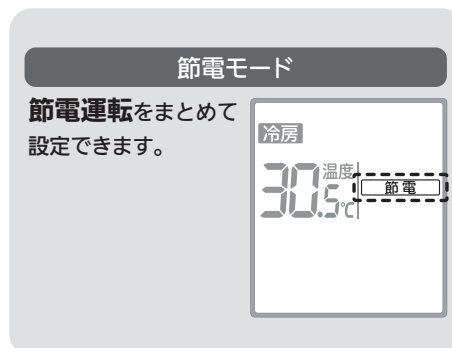 節電モード
節電運転をまとめて
設定できます。
冷房
温度
節電
30.5℃